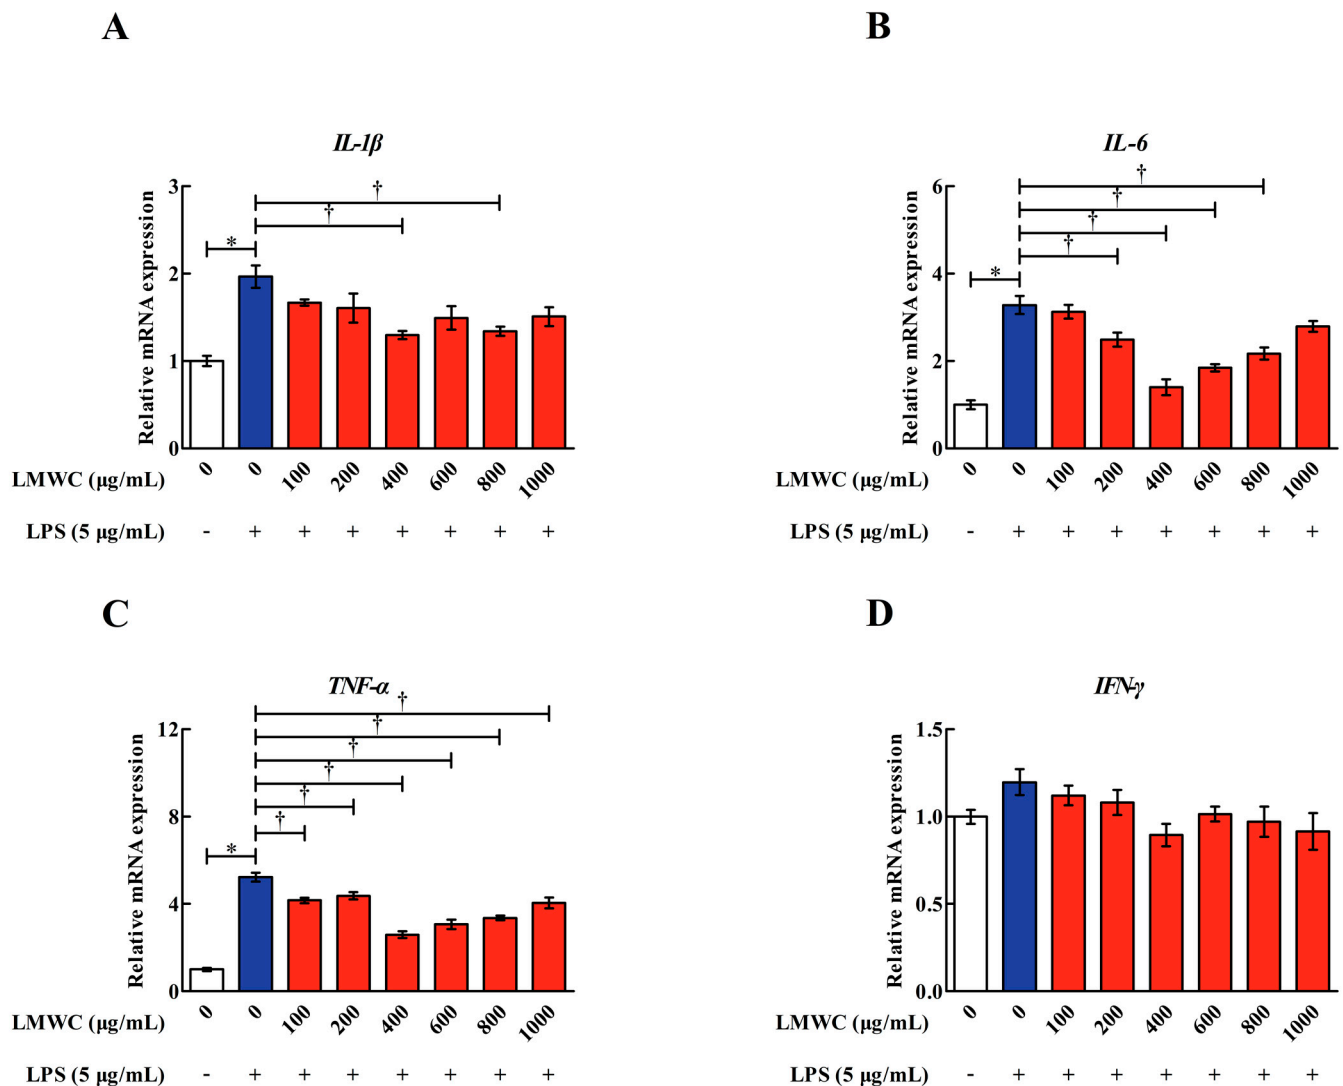 A
IL-1β
Relative mRNA expression
3
2
1
0
†
†
*
LMWC (μg/mL) 0 0 100 200 400 600 800 1000
LPS (5 μg/mL) - + + + + + + +
B
IL-6
Relative mRNA expression
6
4
2
0
†
†
†
†
*
LMWC (μg/mL) 0 0 100 200 400 600 800 1000
LPS (5 μg/mL) - + + + + + + +
C
TNF-α
Relative mRNA expression
12
8
4
0
†
†
†
†
†
†
*
LMWC (μg/mL) 0 0 100 200 400 600 800 1000
LPS (5 μg/mL) - + + + + + + +
D
IFN-γ
Relative mRNA expression
1.5
1.0
0.5
0.0
LMWC (μg/mL) 0 0 100 200 400 600 800 1000
LPS (5 μg/mL) - + + + + + + +